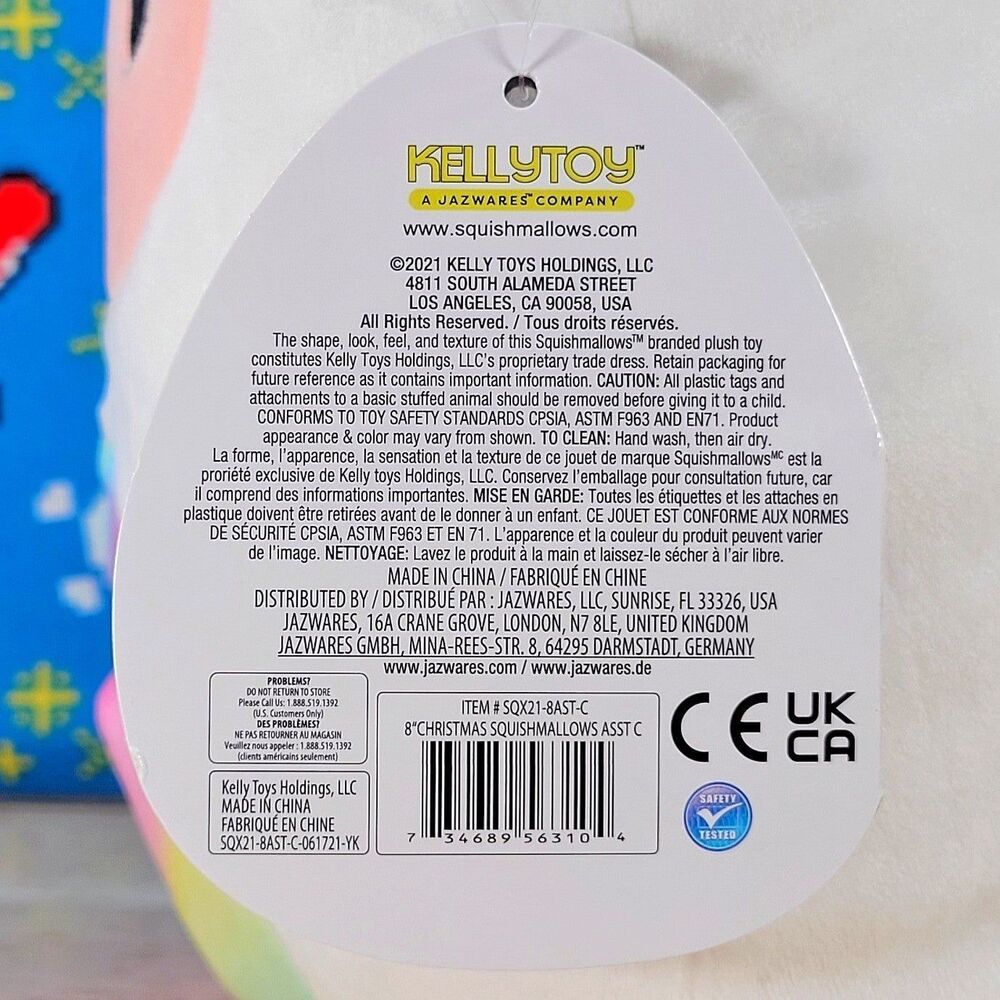 KELLYTOY™
A JAZWARES™ COMPANY
www.squishmallows.com
©2021 KELLY TOYS HOLDINGS, LLC
4811 SOUTH ALAMEDA STREET
LOS ANGELES, CA 90058, USA
All Rights Reserved. / Tous droits réservés.
The shape, look, feel, and texture of this Squishmallows™ branded plush toy
constitutes Kelly Toys Holdings, LLC's proprietary trade dress. Retain packaging for
future reference as it contains important information. CAUTION: All plastic tags and
attachments to a basic stuffed animal should be removed before giving it to a child.
CONFORMS TO TOY SAFETY STANDARDS CPSIA, ASTM F963 AND EN71. Product
appearance & color may vary from shown. TO CLEAN: Hand wash, then air dry.
La forme, l'apparence, la sensation et la texture de ce jouet de marque Squishmallowsᴹᶜ est la
proriété exclusive de Kelly toys Holdings, LLC. Conservez l'emballage pour consultation future, car
il comprend des informations importantes. MISE EN GARDE: Toutes les étiquettes et les attaches en
plastique doivent être retirées avant de le donner à un enfant. CE JOUET EST CONFORME AUX NORMES
DE SÉCURITÉ CPSIA, ASTM F963 ET EN 71. L'apparence et la couleur du produit peuvent varier
de l'image. NETTOYAGE: Lavez le produit à la main et laissez-le sécher à l'air libre.
MADE IN CHINA / FABRIQUÉ EN CHINE
DISTRIBUTED BY / DISTRIBUÉ PAR : JAZWARES, LLC, SUNRISE, FL 33326, USA
JAZWARES, 16A CRANE GROVE, LONDON, N7 8LE, UNITED KINGDOM
JAZWARES GMBH, MINA-REES-STR. 8, 64295 DARMSTADT, GERMANY
www.jazwares.com / www.jazwares.de
PROBLEMS?
DO NOT RETURN TO STORE
Please Call Us: 1.888.519.1392
(U.S. Customers Only)
DES PROBLÈMES?
NE PAS RETOURNER AU MAGASIN
Veuillez nous appeler : 1.888.519.1392
(clients américains seulement)
Kelly Toys Holdings, LLC
MADE IN CHINA
FABRIQUÉ EN CHINE
SQX21-8AST-C-061721-YK
ITEM # SQX21-8AST-C
8"CHRISTMAS SQUISHMALLOWS ASST C
7 34689 56310 4
CE
UK
CA
SAFETY
TESTED